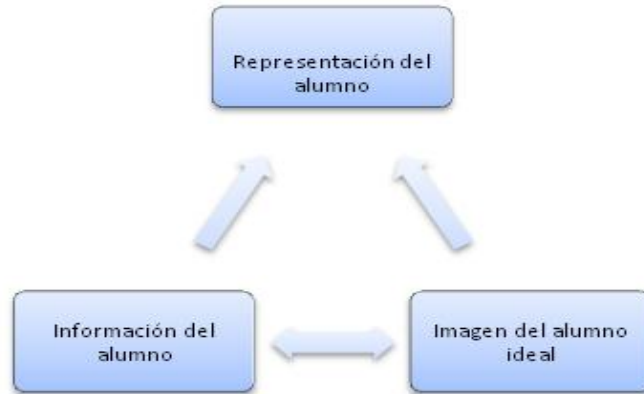 Representación del
alumno
Información del
alumno
Imagen del alumno
ideal